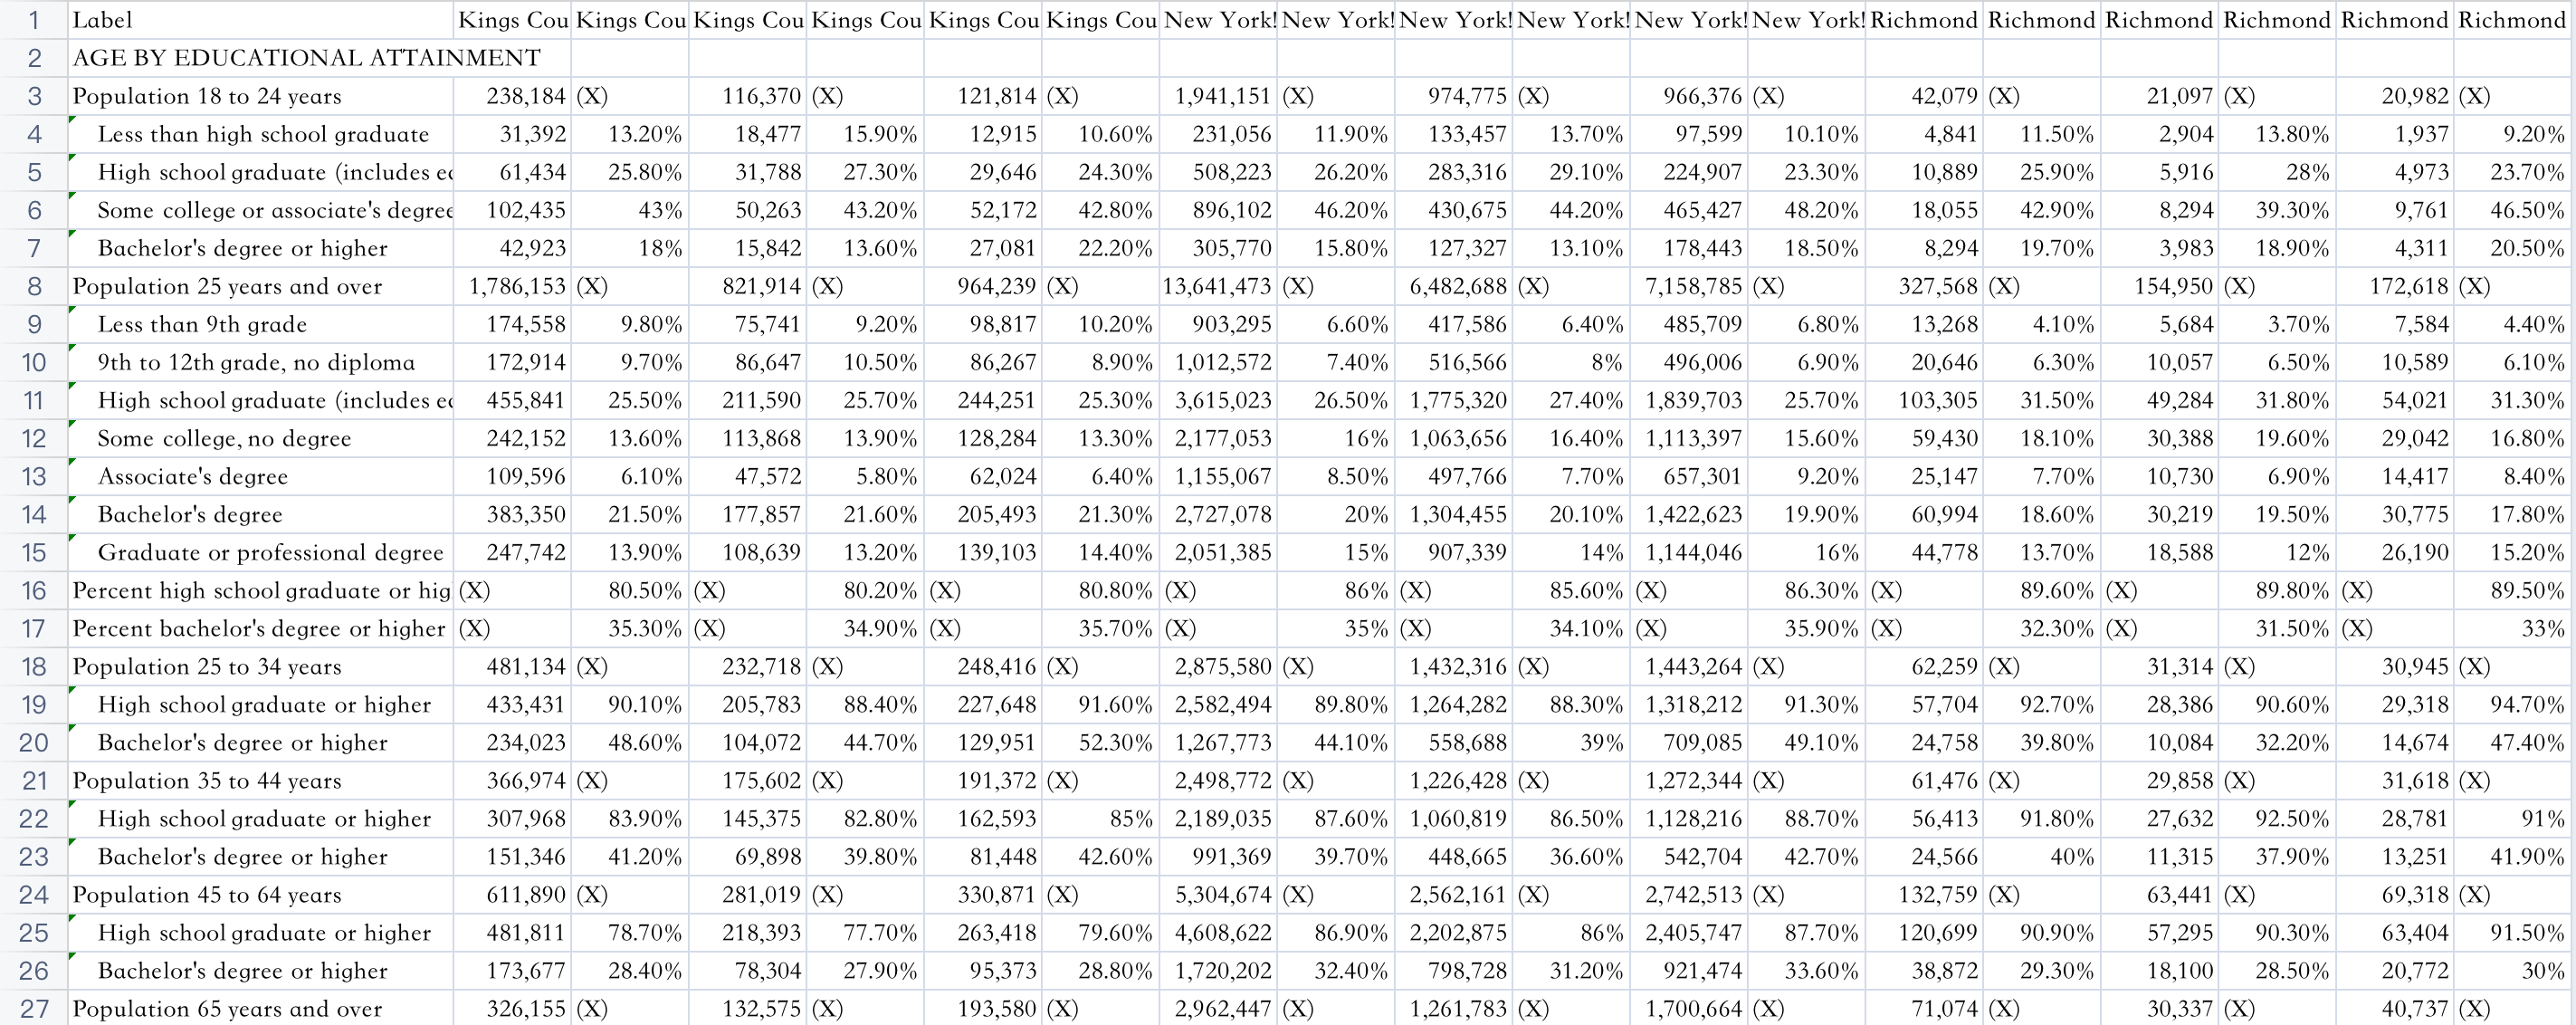 1 Label Kings Cou Kings Cou Kings Cou Kings Cou Kings Cou Kings Cou New York! New York! New York! New York! New York! New York! Richmond Richmond Richmond Richmond Richmond Richmond
2 AGE BY EDUCATIONAL ATTAINMENT
3 Population 18 to 24 years 238,184 (X) 116,370 (X) 121,814 (X) 1,941,151 (X) 974,775 (X) 966,376 (X) 42,079 (X) 21,097 (X) 20,982 (X)
4 Less than high school graduate 31,392 13.20% 18,477 15.90% 12,915 10.60% 231,056 11.90% 133,457 13.70% 97,599 10.10% 4,841 11.50% 2,904 13.80% 1,937 9.20%
5 High school graduate (includes ec 61,434 25.80% 31,788 27.30% 29,646 24.30% 508,223 26.20% 283,316 29.10% 224,907 23.30% 10,889 25.90% 5,916 28% 4,973 23.70%
6 Some college or associate's degree 102,435 43% 50,263 43.20% 52,172 42.80% 896,102 46.20% 430,675 44.20% 465,427 48.20% 18,055 42.90% 8,294 39.30% 9,761 46.50%
7 Bachelor's degree or higher 42,923 18% 15,842 13.60% 27,081 22.20% 305,770 15.80% 127,327 13.10% 178,443 18.50% 8,294 19.70% 3,983 18.90% 4,311 20.50%
8 Population 25 years and over 1,786,153 (X) 821,914 (X) 964,239 (X) 13,641,473 (X) 6,482,688 (X) 7,158,785 (X) 327,568 (X) 154,950 (X) 172,618 (X)
9 Less than 9th grade 174,558 9.80% 75,741 9.20% 98,817 10.20% 903,295 6.60% 417,586 6.40% 485,709 6.80% 13,268 4.10% 5,684 3.70% 7,584 4.40%
10 9th to 12th grade, no diploma 172,914 9.70% 86,647 10.50% 86,267 8.90% 1,012,572 7.40% 516,566 8% 496,006 6.90% 20,646 6.30% 10,057 6.50% 10,589 6.10%
11 High school graduate (includes ec 455,841 25.50% 211,590 25.70% 244,251 25.30% 3,615,023 26.50% 1,775,320 27.40% 1,839,703 25.70% 103,305 31.50% 49,284 31.80% 54,021 31.30%
12 Some college, no degree 242,152 13.60% 113,868 13.90% 128,284 13.30% 2,177,053 16% 1,063,656 16.40% 1,113,397 15.60% 59,430 18.10% 30,388 19.60% 29,042 16.80%
13 Associate's degree 109,596 6.10% 47,572 5.80% 62,024 6.40% 1,155,067 8.50% 497,766 7.70% 657,301 9.20% 25,147 7.70% 10,730 6.90% 14,417 8.40%
14 Bachelor's degree 383,350 21.50% 177,857 21.60% 205,493 21.30% 2,727,078 20% 1,304,455 20.10% 1,422,623 19.90% 60,994 18.60% 30,219 19.50% 30,775 17.80%
15 Graduate or professional degree 247,742 13.90% 108,639 13.20% 139,103 14.40% 2,051,385 15% 907,339 14% 1,144,046 16% 44,778 13.70% 18,588 12% 26,190 15.20%
16 Percent high school graduate or hig (X) 80.50% (X) 80.20% (X) 80.80% (X) 86% (X) 85.60% (X) 86.30% (X) 89.60% (X) 89.80% (X) 89.50%
17 Percent bachelor's degree or higher (X) 35.30% (X) 34.90% (X) 35.70% (X) 35% (X) 34.10% (X) 35.90% (X) 32.30% (X) 31.50% (X) 33%
18 Population 25 to 34 years 481,134 (X) 232,718 (X) 248,416 (X) 2,875,580 (X) 1,432,316 (X) 1,443,264 (X) 62,259 (X) 31,314 (X) 30,945 (X)
19 High school graduate or higher 433,431 90.10% 205,783 88.40% 227,648 91.60% 2,582,494 89.80% 1,264,282 88.30% 1,318,212 91.30% 57,704 92.70% 28,386 90.60% 29,318 94.70%
20 Bachelor's degree or higher 234,023 48.60% 104,072 44.70% 129,951 52.30% 1,267,773 44.10% 558,688 39% 709,085 49.10% 24,758 39.80% 10,084 32.20% 14,674 47.40%
21 Population 35 to 44 years 366,974 (X) 175,602 (X) 191,372 (X) 2,498,772 (X) 1,226,428 (X) 1,272,344 (X) 61,476 (X) 29,858 (X) 31,618 (X)
22 High school graduate or higher 307,968 83.90% 145,375 82.80% 162,593 85% 2,189,035 87.60% 1,060,819 86.50% 1,128,216 88.70% 56,413 91.80% 27,632 92.50% 28,781 91%
23 Bachelor's degree or higher 151,346 41.20% 69,898 39.80% 81,448 42.60% 991,369 39.70% 448,665 36.60% 542,704 42.70% 24,566 40% 11,315 37.90% 13,251 41.90%
24 Population 45 to 64 years 611,890 (X) 281,019 (X) 330,871 (X) 5,304,674 (X) 2,562,161 (X) 2,742,513 (X) 132,759 (X) 63,441 (X) 69,318 (X)
25 High school graduate or higher 481,811 78.70% 218,393 77.70% 263,418 79.60% 4,608,622 86.90% 2,202,875 86% 2,405,747 87.70% 120,699 90.90% 57,295 90.30% 63,404 91.50%
26 Bachelor's degree or higher 173,677 28.40% 78,304 27.90% 95,373 28.80% 1,720,202 32.40% 798,728 31.20% 921,474 33.60% 38,872 29.30% 18,100 28.50% 20,772 30%
27 Population 65 years and over 326,155 (X) 132,575 (X) 193,580 (X) 2,962,447 (X) 1,261,783 (X) 1,700,664 (X) 71,074 (X) 30,337 (X) 40,737 (X)